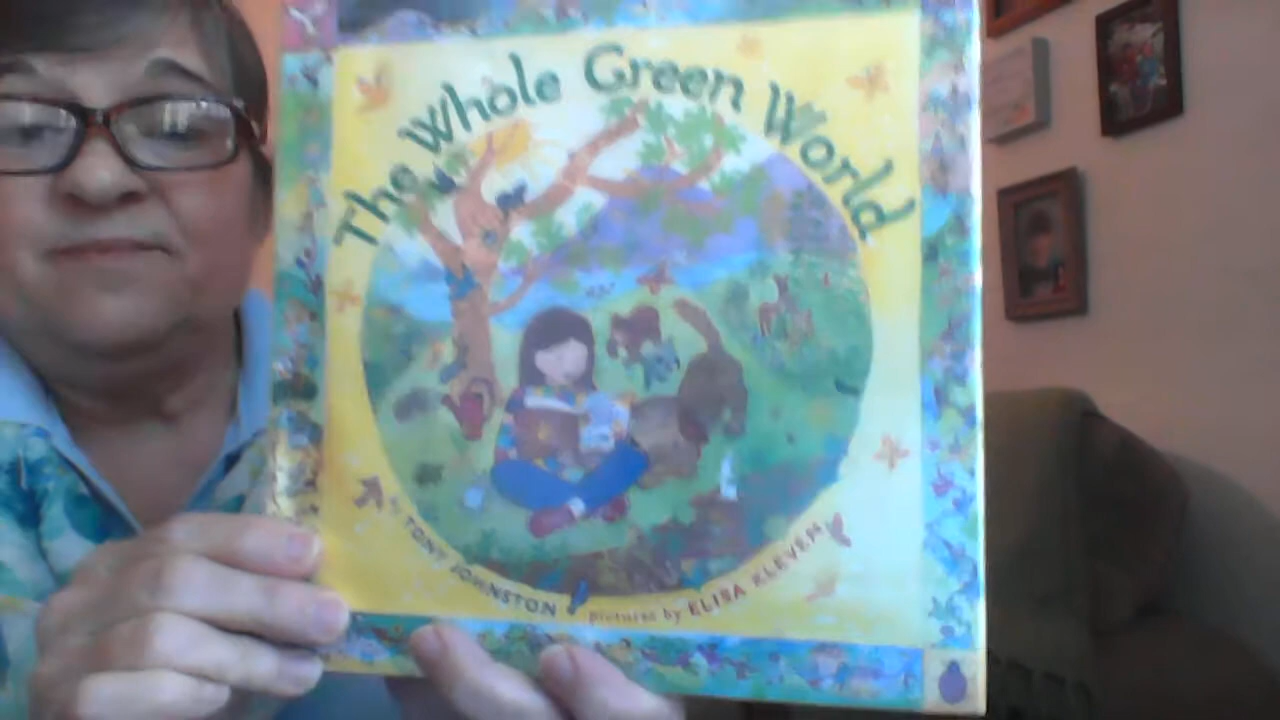 The Whole Green World
by TONY JOHNSTON
pictures by ELISA KLEVEN